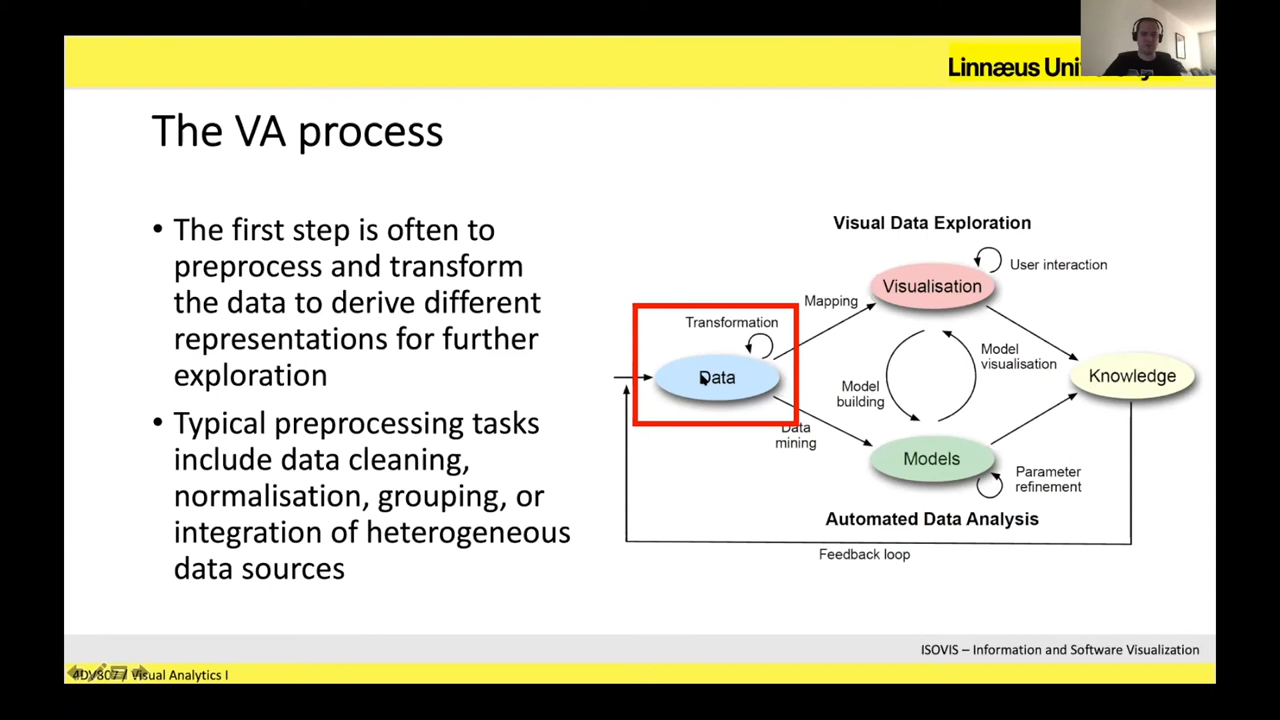 Linnæus Uni
The VA process
• The first step is often to
preprocess and transform
the data to derive different
representations for further
exploration
• Typical preprocessing tasks
include data cleaning,
normalisation, grouping, or
integration of heterogeneous
data sources
Visual Data Exploration
User interaction
Visualisation
Mapping
Transformation
Data
Model
visualisation
Model
building
Knowledge
Data
mining
Models
Parameter
refinement
Automated Data Analysis
Feedback loop
ISOVIS – Information and Software Visualization
4DV807 / Visual Analytics I